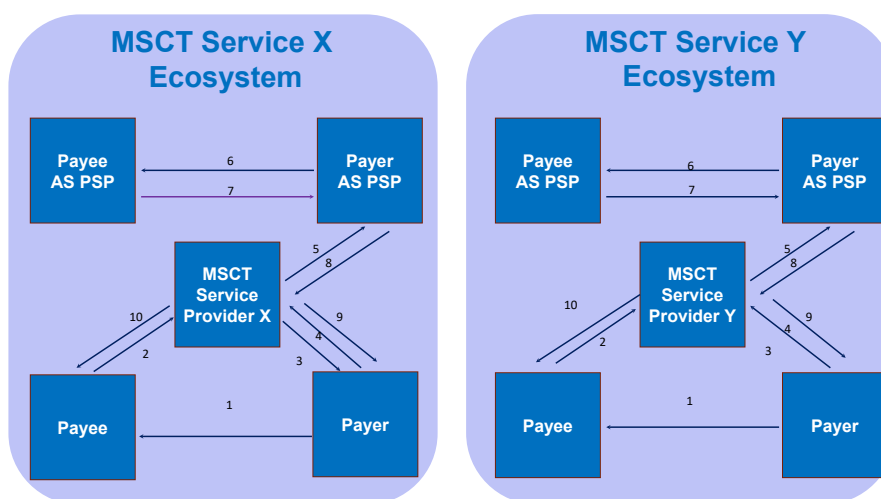 MSCT Service X
Ecosystem
Payee
AS PSP
6
7
Payer
AS PSP
MSCT
Service
Provider X
5
8
10
2
9
4
3
Payee
1
Payer
MSCT Service Y
Ecosystem
Payee
AS PSP
6
7
Payer
AS PSP
MSCT
Service
Provider Y
5
8
10
2
9
4
3
Payee
1
Payer